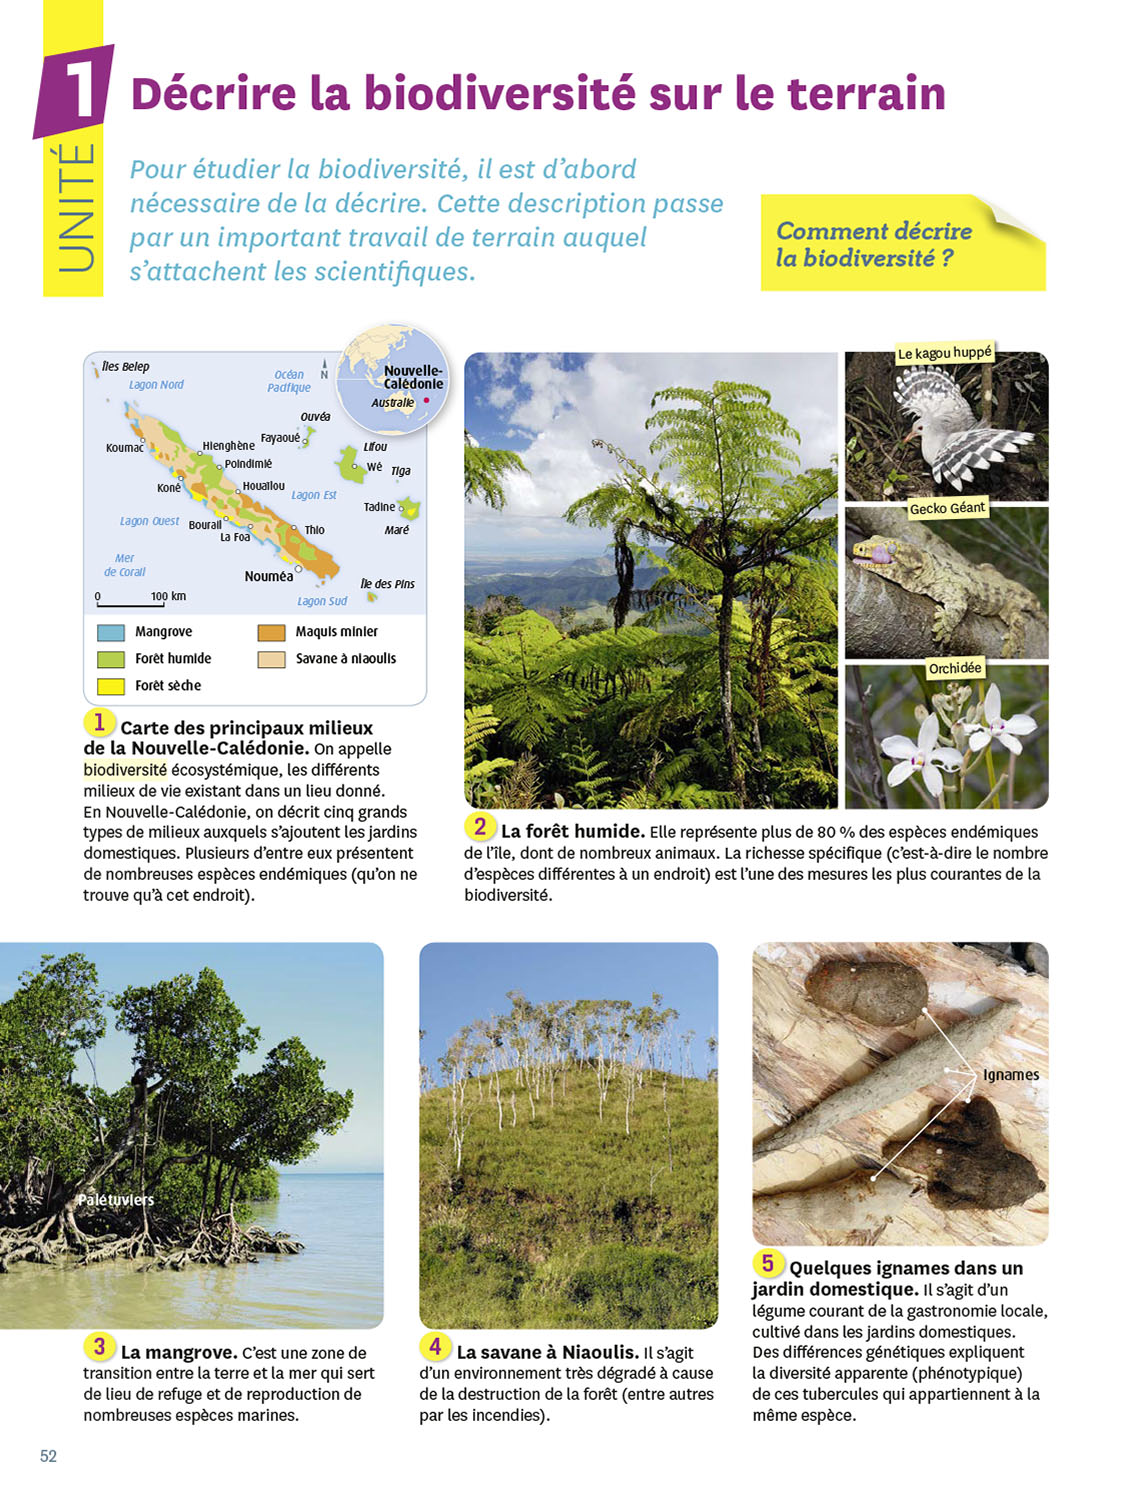 1
UNITÉ
Décrire la biodiversité sur le terrain
Pour étudier la biodiversité, il est d’abord
nécessaire de la décrire. Cette description passe
par un important travail de terrain auquel
s’attachent les scientifiques.
Comment décrire
la biodiversité ?
Îles Belep
Lagon Nord
Océan
Pacifique
N
Nouvelle-
Calédonie
Australie
Ouvéa
Fayaoué
Koumac
Hienghène
Poindimié
Lifou
Wé
Tiga
Koné
Houaïlou
Lagon Est
Tadine
Lagon Ouest
Bourail
La Foa
Thio
Maré
Mer
de Corail
Nouméa
Île des Pins
0
100 km
Lagon Sud
Mangrove
Forêt humide
Forêt sèche
Maquis minier
Savane à niaoulis
1 Carte des principaux milieux
de la Nouvelle-Calédonie. On appelle
biodiversité écosystémique, les différents
milieux de vie existant dans un lieu donné.
En Nouvelle-Calédonie, on décrit cinq grands
types de milieux auxquels s’ajoutent les jardins
domestiques. Plusieurs d’entre eux présentent
de nombreuses espèces endémiques (qu’on ne
trouve qu’à cet endroit).
Le kagou huppé
Gecko Géant
Orchidée
2 La forêt humide. Elle représente plus de 80 % des espèces endémiques
de l’île, dont de nombreux animaux. La richesse spécifique (c’est-à-dire le nombre
d’espèces différentes à un endroit) est l’une des mesures les plus courantes de la
biodiversité.
Palétuviers
3 La mangrove. C’est une zone de
transition entre la terre et la mer qui sert
de lieu de refuge et de reproduction de
nombreuses espèces marines.
4 La savane à Niaoulis. Il s’agit
d’un environnement très dégradé à cause
de la destruction de la forêt (entre autres
par les incendies).
Ignames
5 Quelques ignames dans un
jardin domestique. Il s’agit d’un
légume courant de la gastronomie locale,
cultivé dans les jardins domestiques.
Des différences génétiques expliquent
la diversité apparente (phénotypique)
de ces tubercules qui appartiennent à la
même espèce.
52